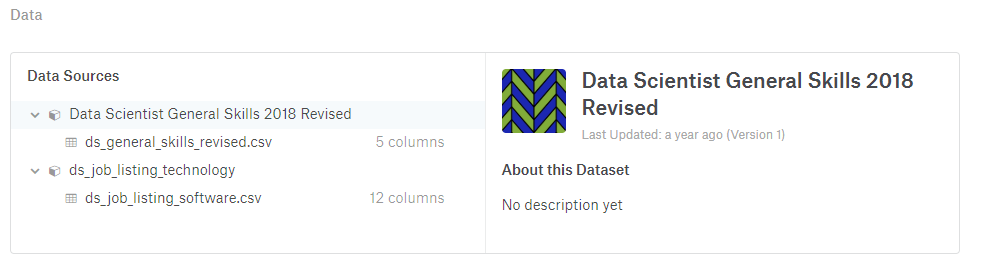 Data
Data Sources
Data Scientist General Skills 2018 Revised
ds_general_skills_revised.csv 5 columns
ds_job_listing_technology
ds_job_listing_software.csv 12 columns
Data Scientist General Skills 2018
Revised
Last Updated: a year ago (Version 1)
About this Dataset
No description yet